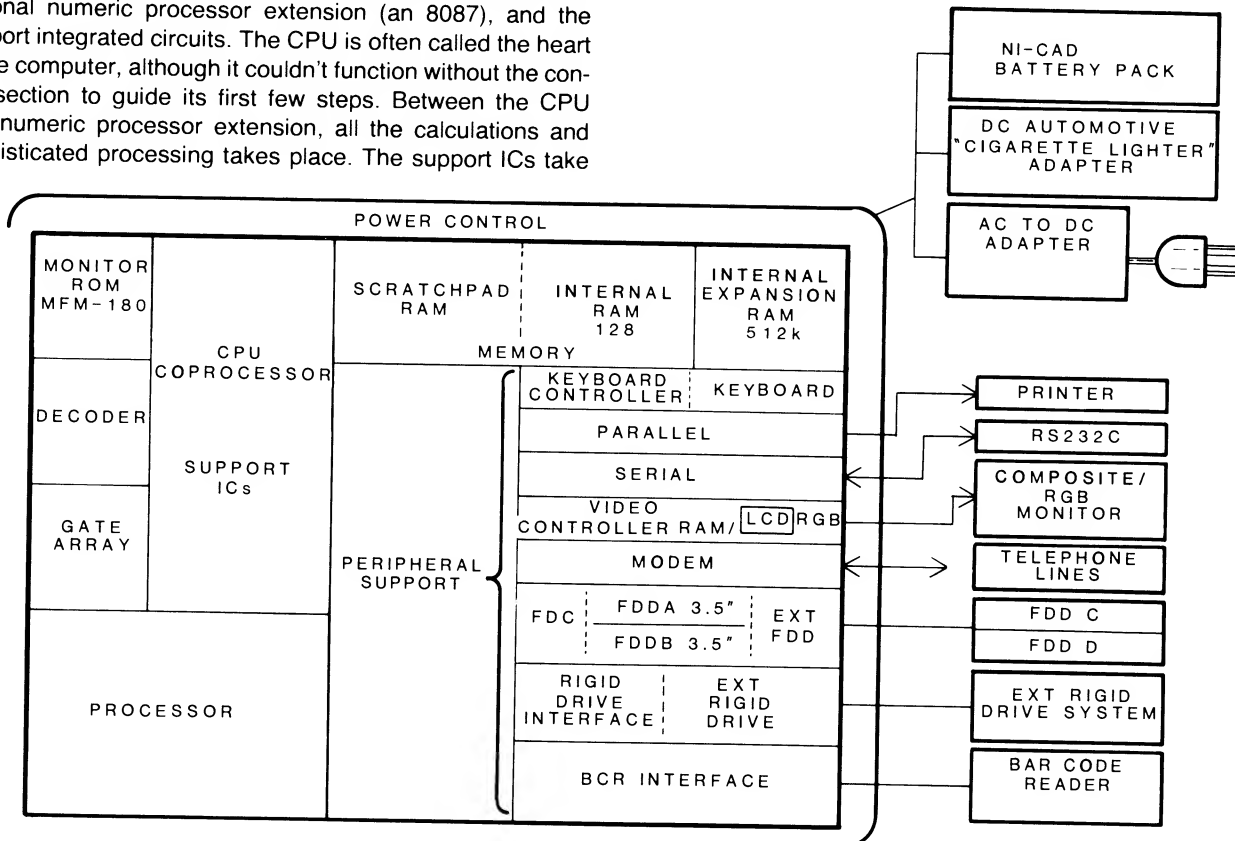 onal numeric processor extension (an 8087), and the
port integrated circuits. The CPU is often called the heart
e computer, although it couldn't function without the con-
section to guide its first few steps. Between the CPU
numeric processor extension, all the calculations and
isticated processing takes place. The support ICs take
NI-CAD
BATTERY PACK
DC AUTOMOTIVE
"CIGARETTE LIGHTER"
ADAPTER
AC TO DC
ADAPTER
POWER CONTROL
MONITOR
ROM
MFM-180
DECODER
GATE
ARRAY
CPU
COPROCESSOR
SUPPORT
ICs
PROCESSOR
SCRATCHPAD
RAM
INTERNAL
RAM
128
INTERNAL
EXPANSION
RAM
512k
MEMORY
PERIPHERAL
SUPPORT
KEYBOARD
CONTROLLER
KEYBOARD
PARALLEL
SERIAL
VIDEO
CONTROLLER RAM/ LCD RGB
MODEM
FDC
FDDA 3.5"
FDDB 3.5"
EXT
FDD
RIGID
DRIVE
INTERFACE
EXT
RIGID
DRIVE
BCR INTERFACE
PRINTER
RS232C
COMPOSITE/
RGB
MONITOR
TELEPHONE
LINES
FDD C
FDD D
EXT RIGID
DRIVE SYSTEM
BAR CODE
READER